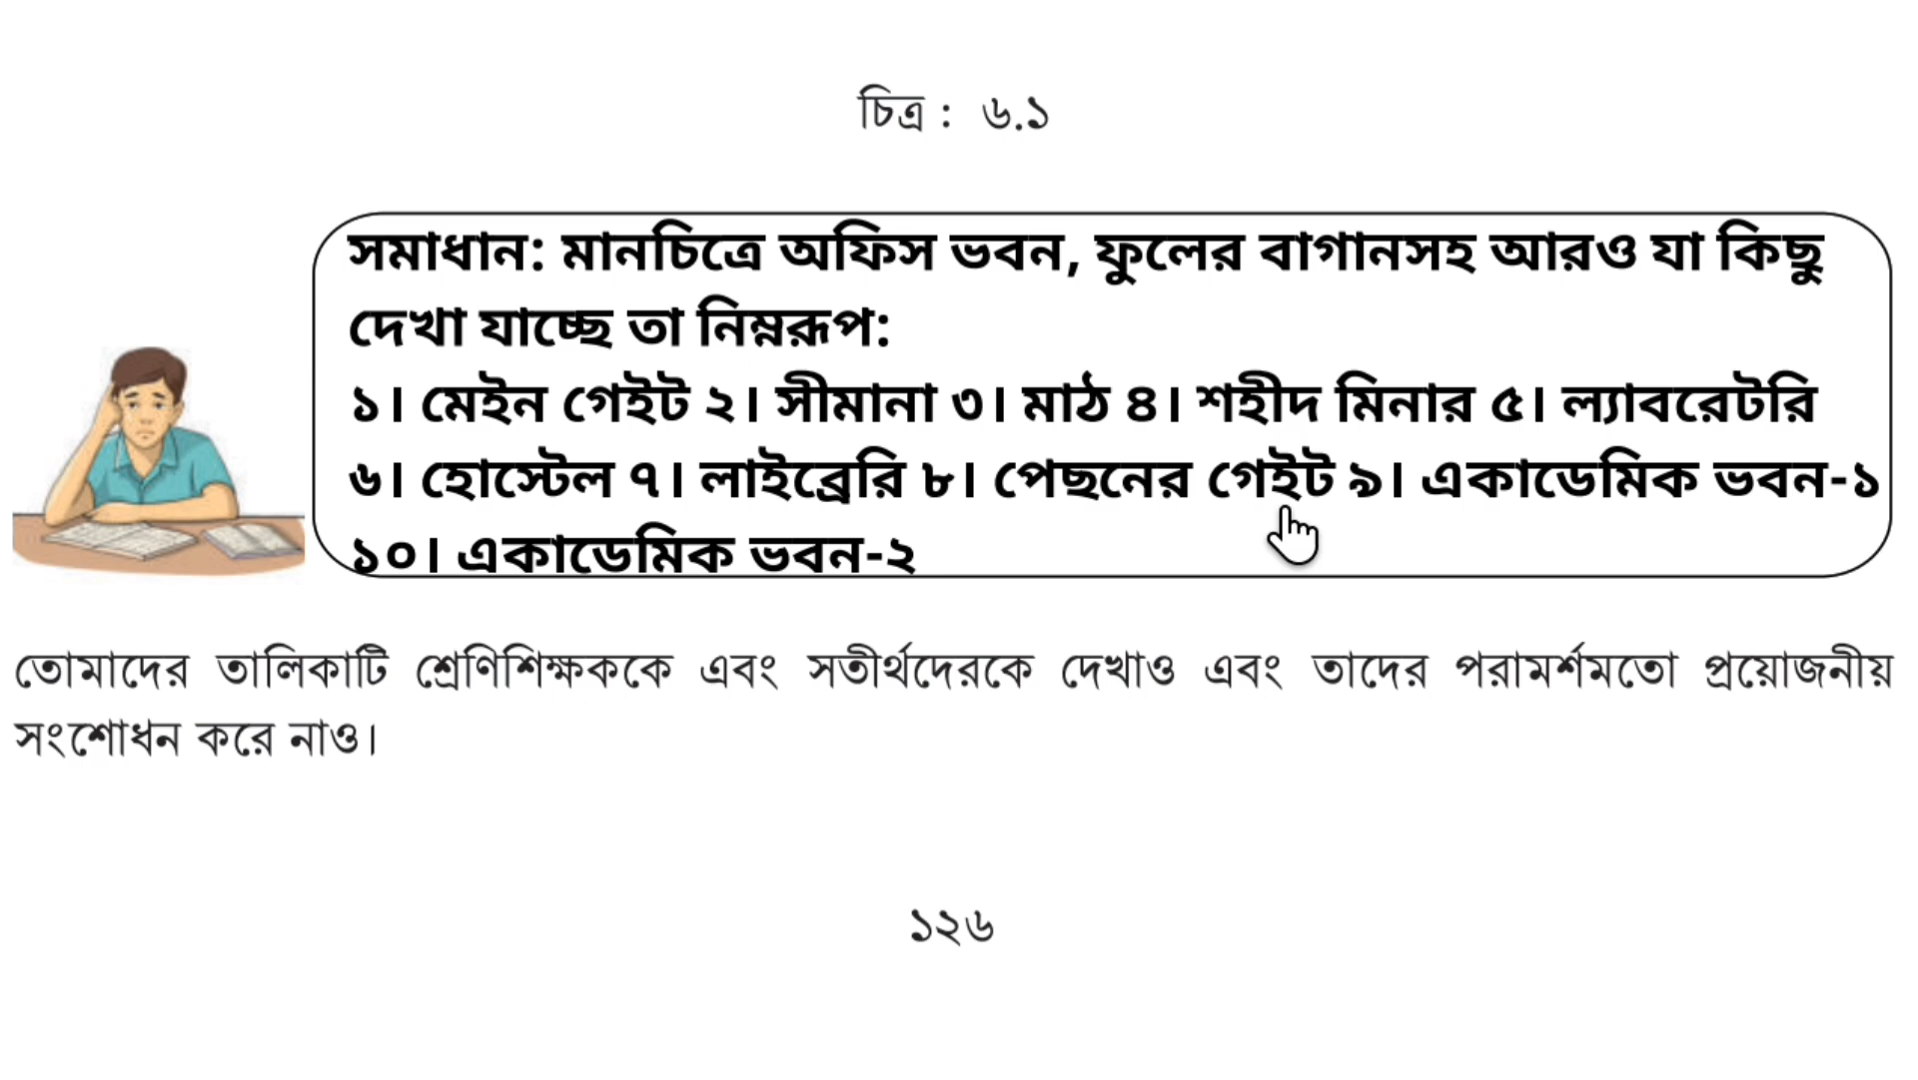 চিত্র : ৬.১
সমাধান: মানচিত্রে অফিস ভবন, ফুলের বাগানসহ আরও যা কিছু
দেখা যাচ্ছে তা নিম্নরূপ:
১। মেইন গেইট ২। সীমানা ৩। মাঠ ৪। শহীদ মিনার ৫। ল্যাবরেটরি
৬। হোস্টেল ৭। লাইব্রেরি ৮। পেছনের গেইট ৯। একাডেমিক ভবন-১
১০। একাডেমিক ভবন-২
তোমাদের তালিকাটি শ্রেণিশিক্ষককে এবং সতীর্থদেরকে দেখাও এবং তাদের পরামর্শমতো প্রয়োজনীয়
সংশোধন করে নাও।
১২৬